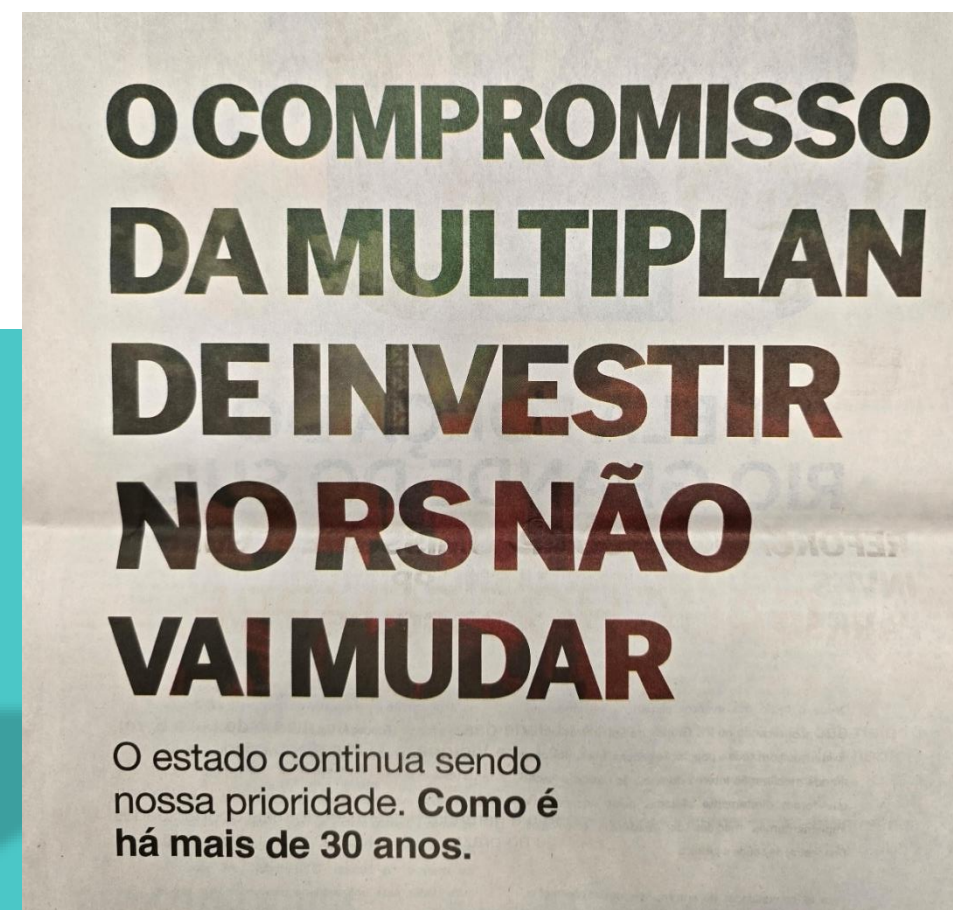 O COMPROMISSO
DA MULTIPLAN
DE INVESTIR
NO RS NÃO
VAI MUDAR
O estado continua sendo
nossa prioridade. Como é
há mais de 30 anos.